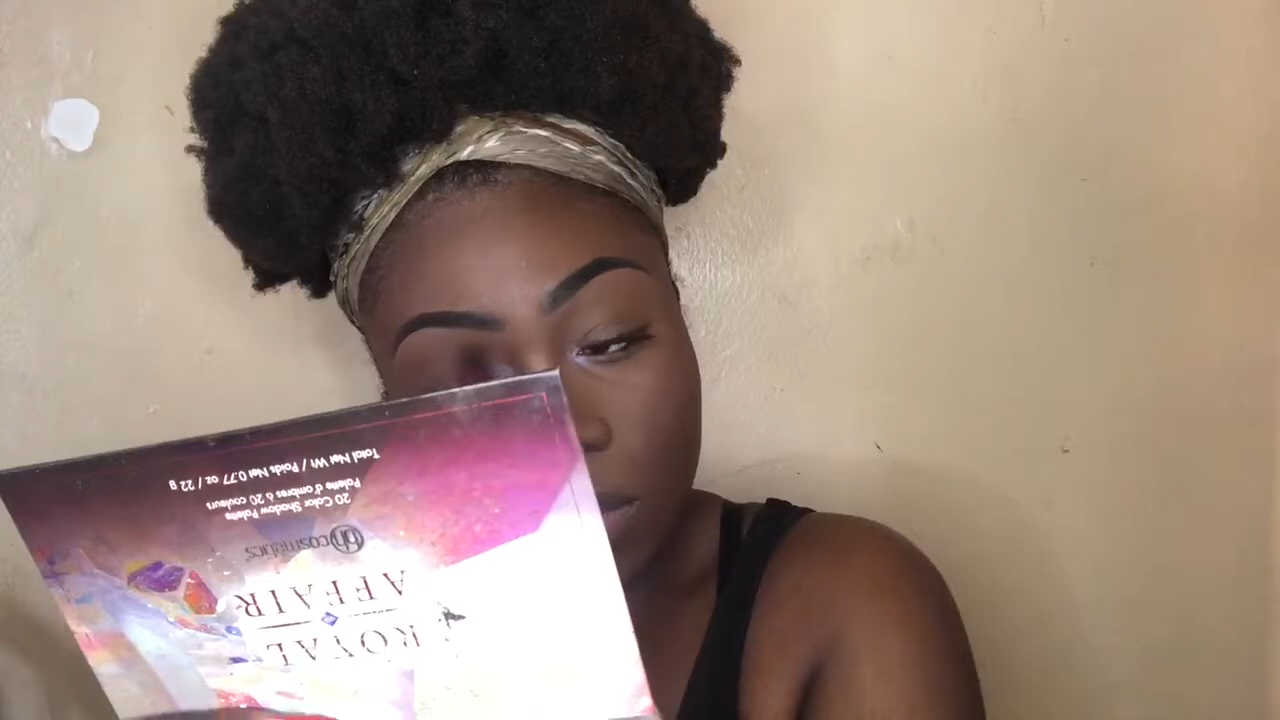 ROYAL
AFFAIR
bh cosmetics
20 Color Shadow Palette
Palette d'ombres à 20 couleurs
Total Net Wt / Poids Net 0.77 oz / 22 g